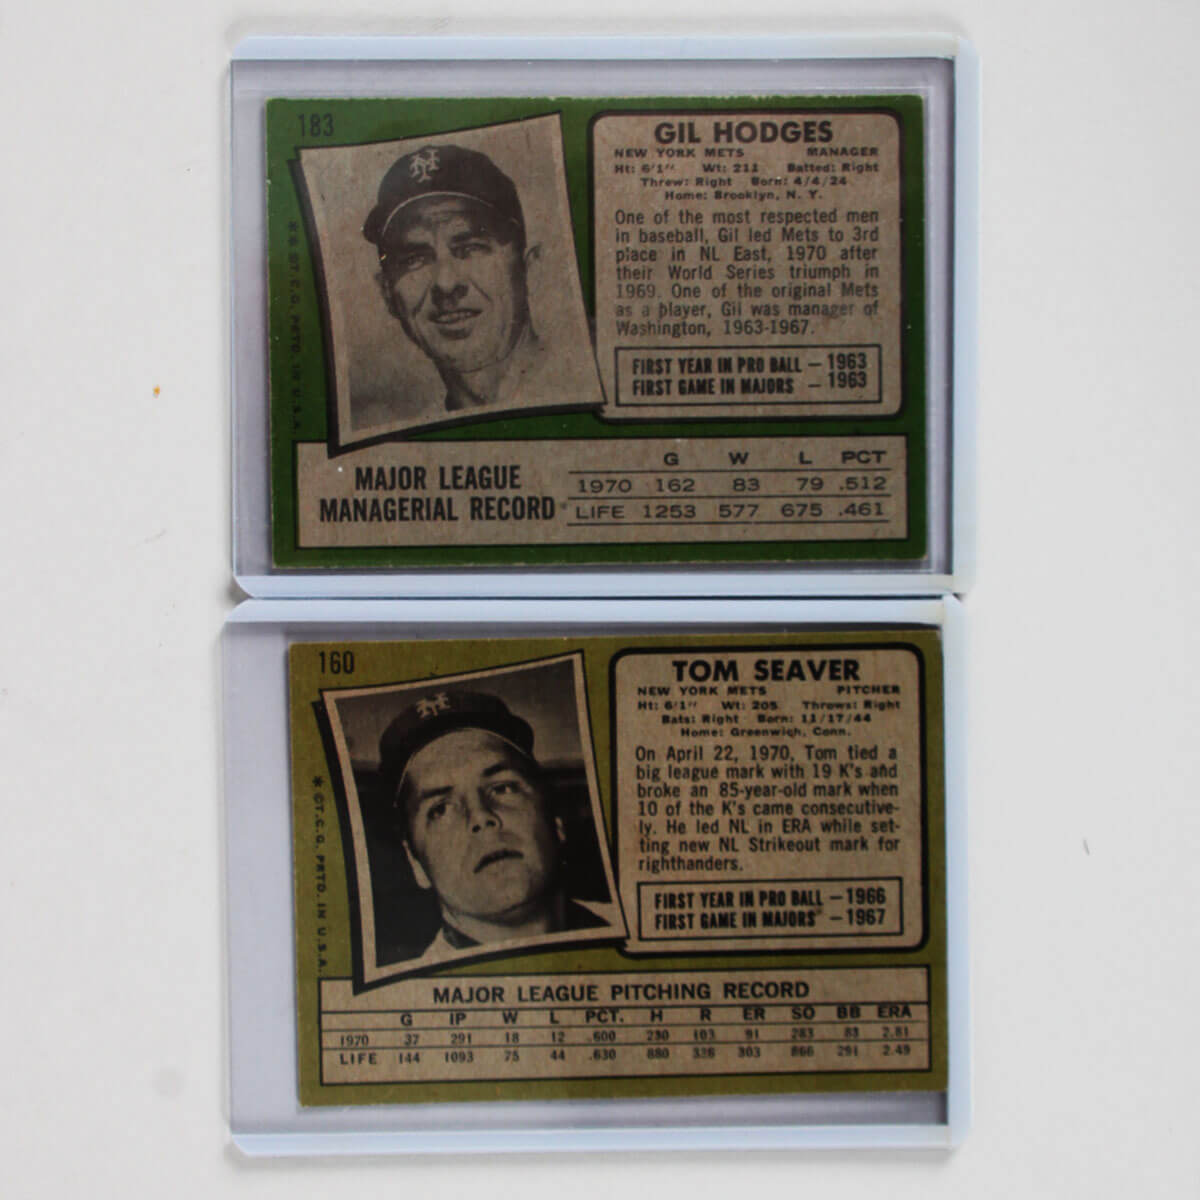 183
GIL HODGES
NEW YORK METS MANAGER
Ht: 6'1" Wt: 211 Batted: Right
Throw: Right Born: 4/4/24
Home: Brooklyn, N. Y.
One of the most respected men
in baseball, Gil led Mets to 3rd
place in NL East, 1970 after
their World Series triumph in
1969. One of the original Mets
as a player, Gil was manager of
Washington, 1963-1967.
FIRST YEAR IN PRO BALL – 1963
FIRST GAME IN MAJORS – 1963
** ©T.C.G. PRTD. IN U.S.A.
MAJOR LEAGUE
MANAGERIAL RECORD
G W L PCT
1970 162 83 79 .512
LIFE 1253 577 675 .461
160
TOM SEAVER
NEW YORK METS PITCHER
Ht: 6'1" Wt: 205 Throws: Right
Bats: Right Born: 11/17/44
Home: Greenwich, Conn.
On April 22, 1970, Tom tied a
big league mark with 19 K's and
broke an 85-year-old mark when
10 of the K's came consecutive-
ly. He led NL in ERA while set-
ting new NL Strikeout mark for
righthanders.
FIRST YEAR IN PRO BALL – 1966
FIRST GAME IN MAJORS – 1967
* ©T.C.G. PRTD. IN U.S.A.
MAJOR LEAGUE PITCHING RECORD
G IP W L PCT. H R ER SO BB ERA
1970 37 291 18 12 .600 230 103 91 283 83 2.81
LIFE 144 1093 75 44 .630 880 336 303 866 291 2.49
NY
NY